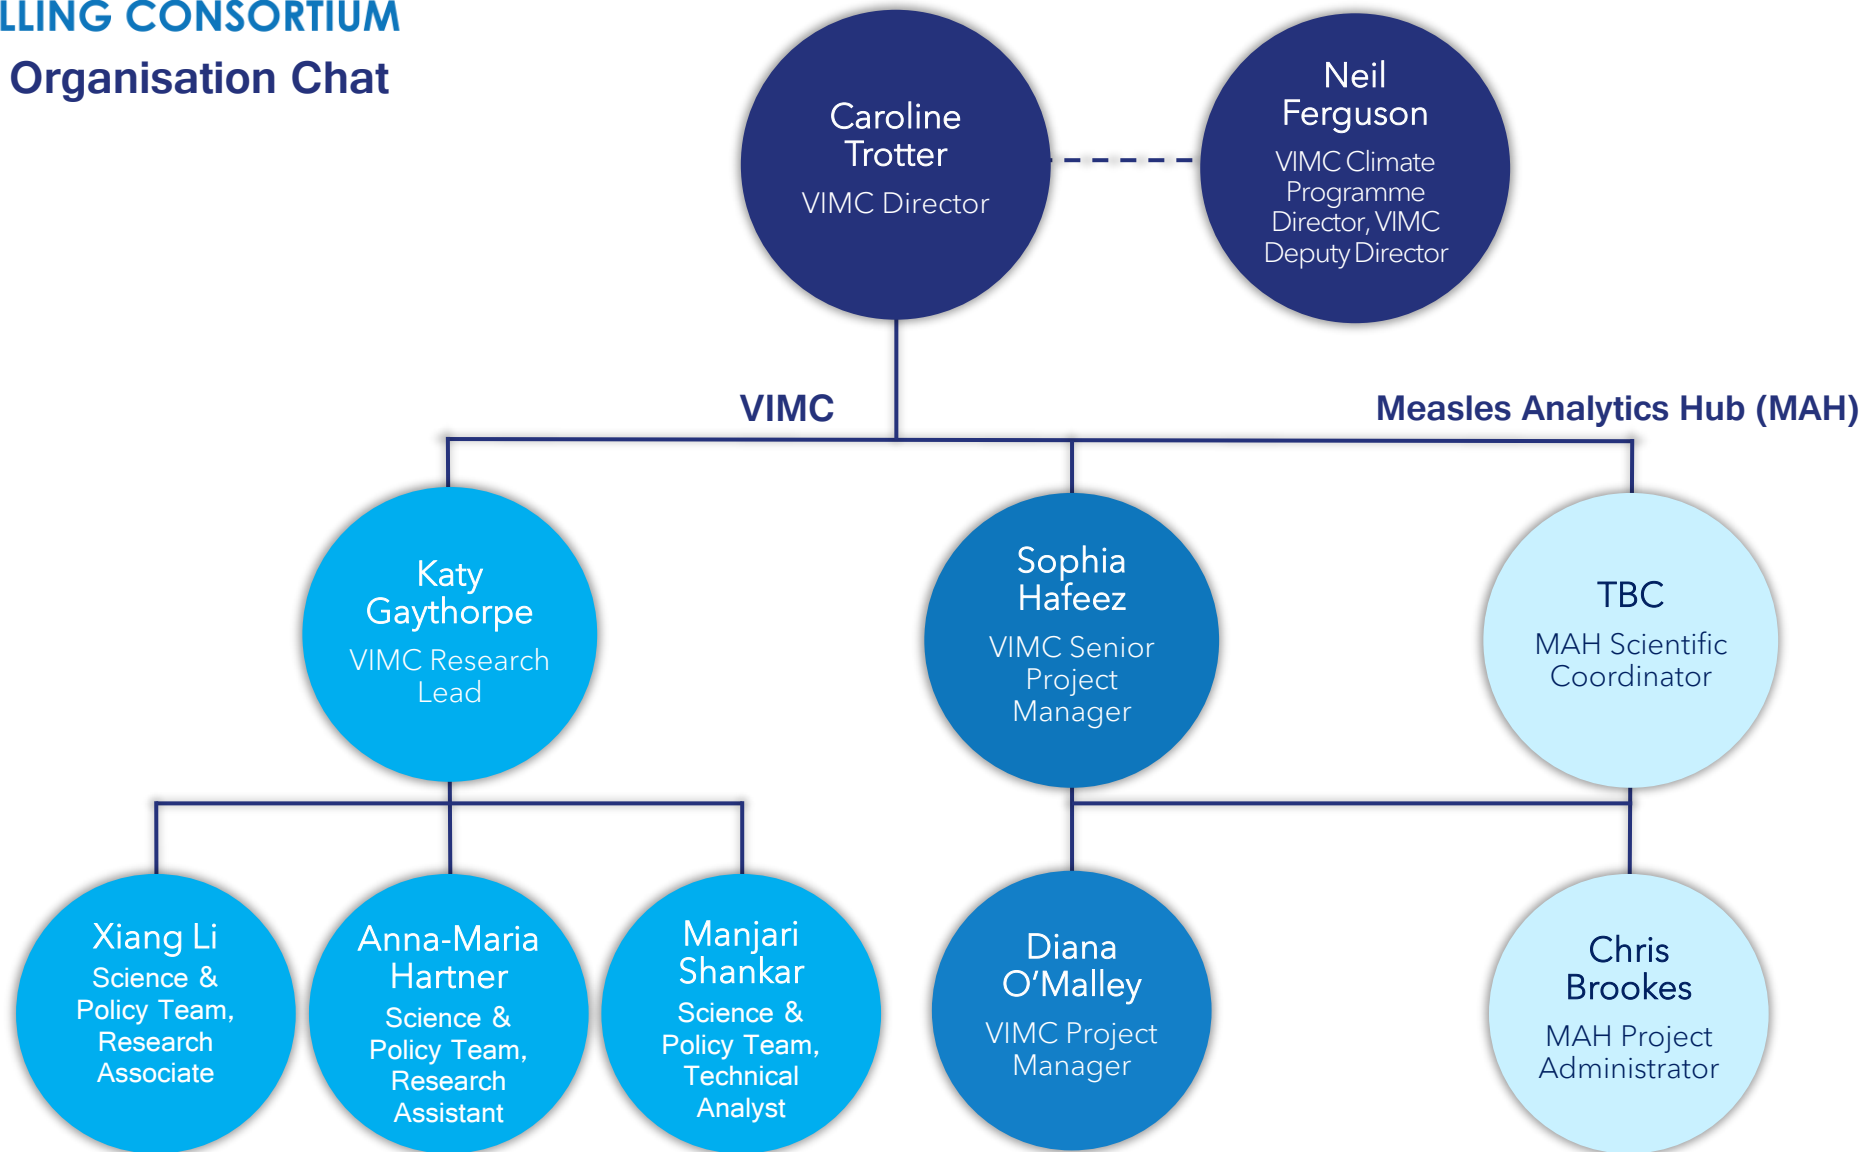 LLING CONSORTIUM
Organisation Chat
Caroline
Trotter
VIMC Director
Neil
Ferguson
VIMC Climate
Programme
Director, VIMC
Deputy Director
VIMC
Measles Analytics Hub (MAH)
Katy
Gaythorpe
VIMC Research
Lead
Sophia
Hafeez
VIMC Senior
Project
Manager
TBC
MAH Scientific
Coordinator
Xiang Li
Science &
Policy Team,
Research
Associate
Anna-Maria
Hartner
Science &
Policy Team,
Research
Assistant
Manjari
Shankar
Science &
Policy Team,
Technical
Analyst
Diana
O’Malley
VIMC Project
Manager
Chris
Brookes
MAH Project
Administrator